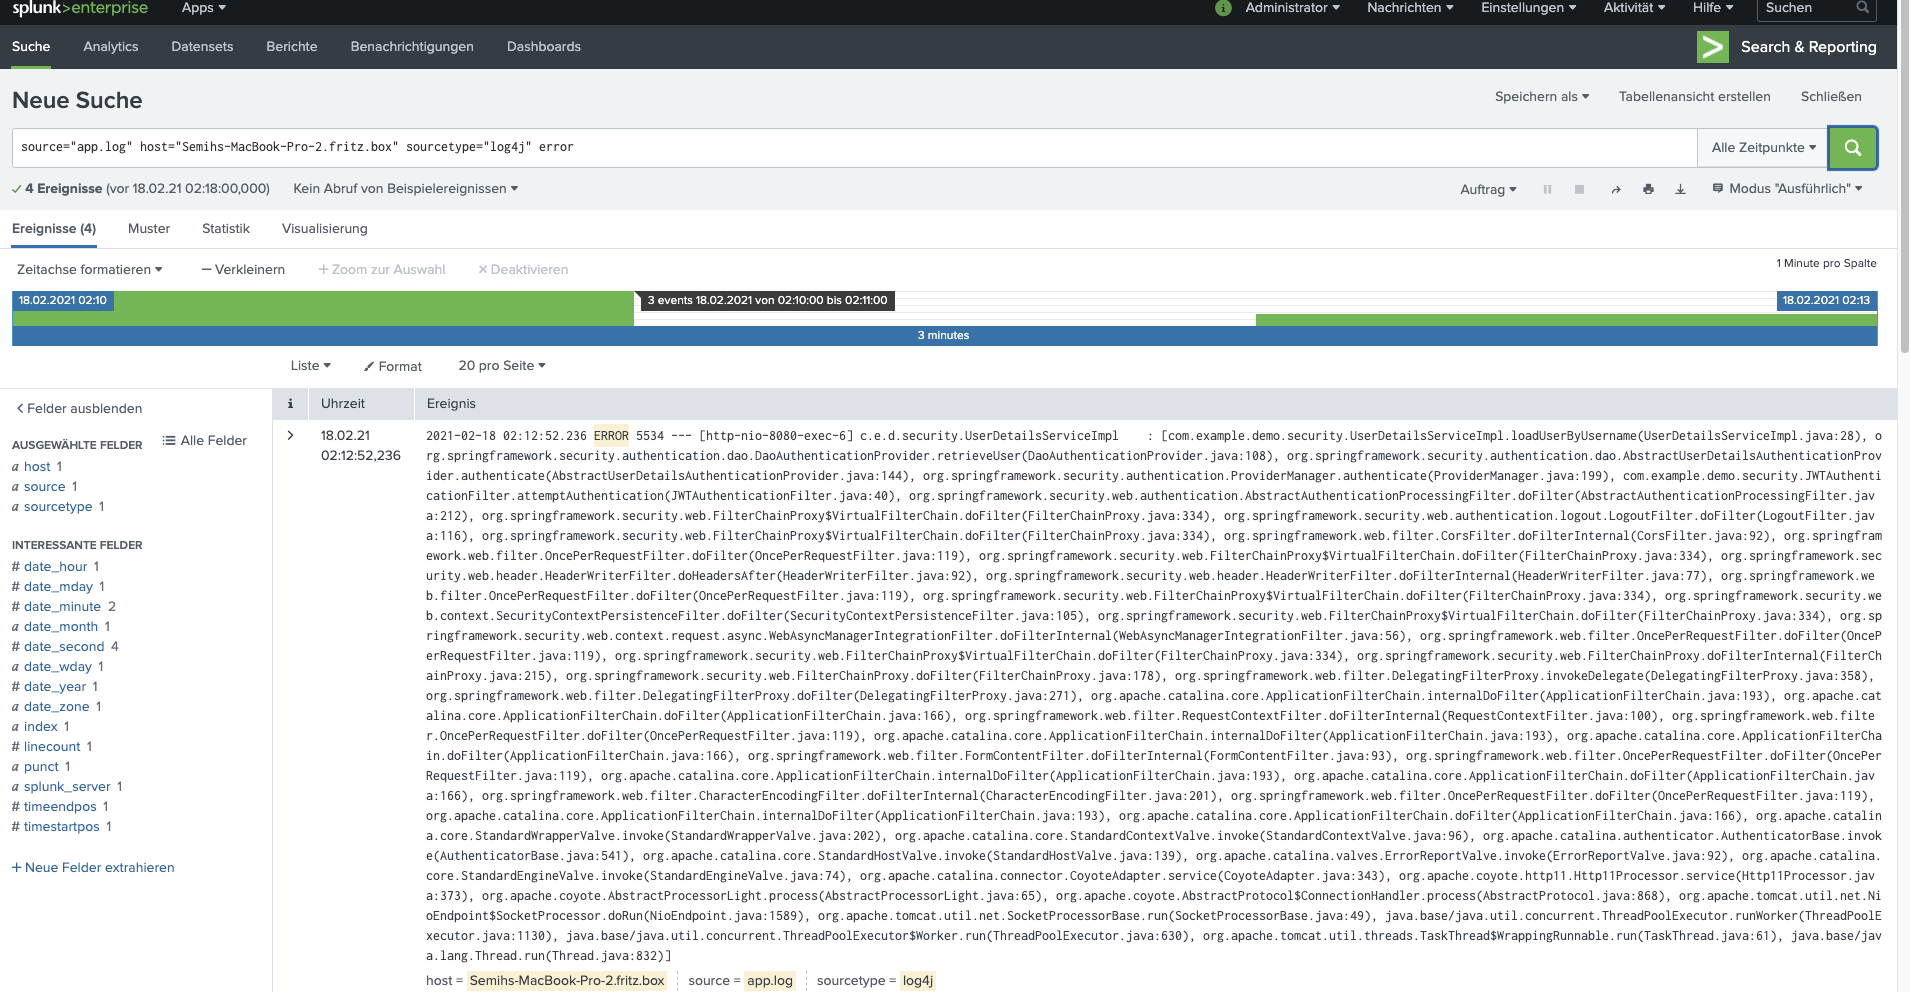 splunk>enterprise Apps
i Administrator Nachrichten Einstellungen Aktivität Hilfe Suchen
Suche Analytics Datensets Berichte Benachrichtigungen Dashboards
> Search & Reporting
Neue Suche
Speichern als Tabellenansicht erstellen Schließen
source="app.log" host="Semihs-MacBook-Pro-2.fritz.box" sourcetype="log4j" error
Alle Zeitpunkte
4 Ereignisse (vor 18.02.21 02:18:00,000) Kein Abruf von Beispielereignissen
Auftrag Modus "Ausführlich"
Ereignisse (4) Muster Statistik Visualisierung
Zeitachse formatieren — Verkleinern + Zoom zur Auswahl × Deaktivieren
1 Minute pro Spalte
18.02.2021 02:10
3 events 18.02.2021 von 02:10:00 bis 02:11:00
18.02.2021 02:13
3 minutes
Liste Format 20 pro Seite
< Felder ausblenden
AUSGEWÄHLTE FELDER Alle Felder
a host 1
a source 1
a sourcetype 1
INTERESSANTE FELDER
# date_hour 1
# date_mday 1
# date_minute 2
a date_month 1
# date_second 4
a date_wday 1
# date_year 1
a date_zone 1
a index 1
# linecount 1
a punct 1
a splunk_server 1
# timeendpos 1
# timestartpos 1
+ Neue Felder extrahieren
i Uhrzeit Ereignis
> 18.02.21
02:12:52,236
2021-02-18 02:12:52.236 ERROR 5534 --- [http-nio-8080-exec-6] c.e.d.security.UserDetailsServiceImpl : [com.example.demo.security.UserDetailsServiceImpl.loadUserByUsername(UserDetailsServiceImpl.java:28), o
rg.springframework.security.authentication.dao.DaoAuthenticationProvider.retrieveUser(DaoAuthenticationProvider.java:108), org.springframework.security.authentication.dao.AbstractUserDetailsAuthenticationPro
vider.authenticate(AbstractUserDetailsAuthenticationProvider.java:144), org.springframework.security.authentication.ProviderManager.authenticate(ProviderManager.java:199), com.example.demo.security.JWTAuthenti
cationFilter.attemptAuthentication(JWTAuthenticationFilter.java:40), org.springframework.security.web.authentication.AbstractAuthenticationProcessingFilter.doFilter(AbstractAuthenticationProcessingFilter.jav
a:212), org.springframework.security.web.FilterChainProxy$VirtualFilterChain.doFilter(FilterChainProxy.java:334), org.springframework.security.web.authentication.logout.LogoutFilter.doFilter(LogoutFilter.jav
a:116), org.springframework.security.web.FilterChainProxy$VirtualFilterChain.doFilter(FilterChainProxy.java:334), org.springframework.web.filter.CorsFilter.doFilterInternal(CorsFilter.java:92), org.springfram
ework.web.filter.OncePerRequestFilter.doFilter(OncePerRequestFilter.java:119), org.springframework.security.web.FilterChainProxy$VirtualFilterChain.doFilter(FilterChainProxy.java:334), org.springframework.sec
urity.web.header.HeaderWriterFilter.doHeadersAfter(HeaderWriterFilter.java:92), org.springframework.security.web.header.HeaderWriterFilter.doFilterInternal(HeaderWriterFilter.java:77), org.springframework.we
b.filter.OncePerRequestFilter.doFilter(OncePerRequestFilter.java:119), org.springframework.security.web.FilterChainProxy$VirtualFilterChain.doFilter(FilterChainProxy.java:334), org.springframework.security.we
b.context.SecurityContextPersistenceFilter.doFilter(SecurityContextPersistenceFilter.java:105), org.springframework.security.web.FilterChainProxy$VirtualFilterChain.doFilter(FilterChainProxy.java:334), org.sp
ringframework.security.web.context.request.async.WebAsyncManagerIntegrationFilter.doFilterInternal(WebAsyncManagerIntegrationFilter.java:56), org.springframework.web.filter.OncePerRequestFilter.doFilter(OnceP
erRequestFilter.java:119), org.springframework.security.web.FilterChainProxy$VirtualFilterChain.doFilter(FilterChainProxy.java:334), org.springframework.security.web.FilterChainProxy.doFilterInternal(FilterCh
ainProxy.java:215), org.springframework.security.web.FilterChainProxy.doFilter(FilterChainProxy.java:178), org.springframework.web.filter.DelegatingFilterProxy.invokeDelegate(DelegatingFilterProxy.java:358),
org.springframework.web.filter.DelegatingFilterProxy.doFilter(DelegatingFilterProxy.java:271), org.apache.catalina.core.ApplicationFilterChain.internalDoFilter(ApplicationFilterChain.java:193), org.apache.cat
alina.core.ApplicationFilterChain.doFilter(ApplicationFilterChain.java:166), org.springframework.web.filter.RequestContextFilter.doFilterInternal(RequestContextFilter.java:100), org.springframework.web.filte
r.OncePerRequestFilter.doFilter(OncePerRequestFilter.java:119), org.apache.catalina.core.ApplicationFilterChain.internalDoFilter(ApplicationFilterChain.java:193), org.apache.catalina.core.ApplicationFilterCha
in.doFilter(ApplicationFilterChain.java:166), org.springframework.web.filter.FormContentFilter.doFilterInternal(FormContentFilter.java:93), org.springframework.web.filter.OncePerRequestFilter.doFilter(OncePer
RequestFilter.java:119), org.apache.catalina.core.ApplicationFilterChain.internalDoFilter(ApplicationFilterChain.java:193), org.apache.catalina.core.ApplicationFilterChain.doFilter(ApplicationFilterChain.jav
a:166), org.springframework.web.filter.CharacterEncodingFilter.doFilterInternal(CharacterEncodingFilter.java:201), org.springframework.web.filter.OncePerRequestFilter.doFilter(OncePerRequestFilter.java:119),
org.apache.catalina.core.ApplicationFilterChain.internalDoFilter(ApplicationFilterChain.java:193), org.apache.catalina.core.ApplicationFilterChain.doFilter(ApplicationFilterChain.java:166), org.apache.catalin
a.core.StandardWrapperValve.invoke(StandardWrapperValve.java:202), org.apache.catalina.core.StandardContextValve.invoke(StandardContextValve.java:96), org.apache.catalina.authenticator.AuthenticatorBase.invok
e(AuthenticatorBase.java:541), org.apache.catalina.core.StandardHostValve.invoke(StandardHostValve.java:139), org.apache.catalina.valves.ErrorReportValve.invoke(ErrorReportValve.java:92), org.apache.catalina.
core.StandardEngineValve.invoke(StandardEngineValve.java:74), org.apache.catalina.connector.CoyoteAdapter.service(CoyoteAdapter.java:343), org.apache.coyote.http11.Http11Processor.service(Http11Processor.jav
a:373), org.apache.coyote.AbstractProcessorLight.process(AbstractProcessorLight.java:65), org.apache.coyote.AbstractProtocol$ConnectionHandler.process(AbstractProtocol.java:868), org.apache.tomcat.util.net.Ni
oEndpoint$SocketProcessor.doRun(NioEndpoint.java:1589), org.apache.tomcat.util.net.SocketProcessorBase.run(SocketProcessorBase.java:49), java.base/java.util.concurrent.ThreadPoolExecutor.runWorker(ThreadPoolE
xecutor.java:1130), java.base/java.util.concurrent.ThreadPoolExecutor$Worker.run(ThreadPoolExecutor.java:630), org.apache.tomcat.util.threads.TaskThread$WrappingRunnable.run(TaskThread.java:61), java.base/jav
a.lang.Thread.run(Thread.java:832)]
host = Semihs-MacBook-Pro-2.fritz.box source = app.log sourcetype = log4j